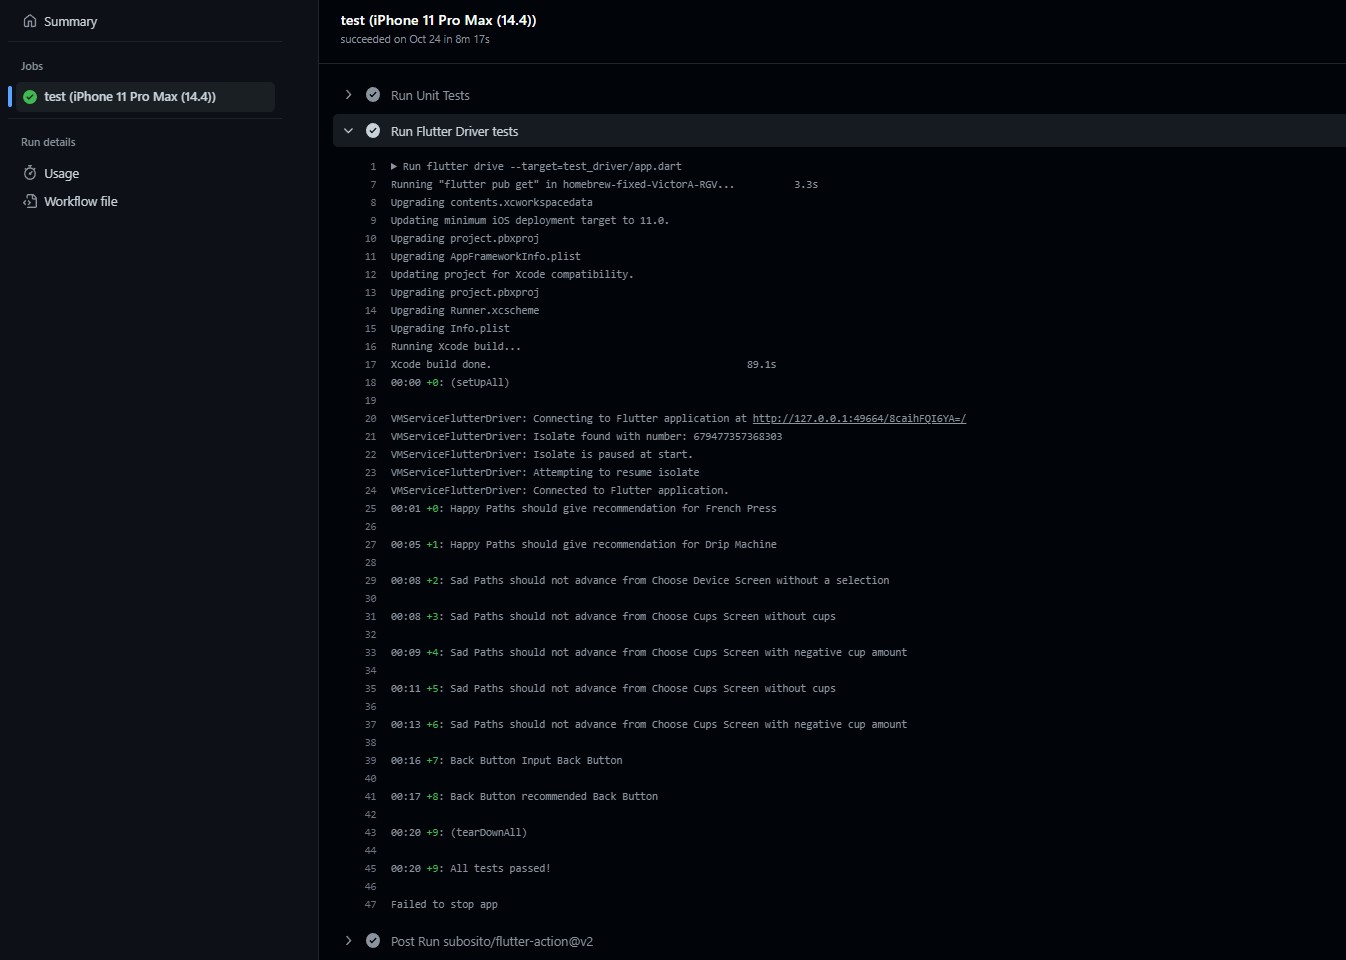 Summary
Jobs
test (iPhone 11 Pro Max (14.4))
Run details
Usage
Workflow file
test (iPhone 11 Pro Max (14.4))
succeeded on Oct 24 in 8m 17s
Run Unit Tests
Run Flutter Driver tests
1 ▶ Run flutter drive --target=test_driver/app.dart
7 Running "flutter pub get" in homebrew-fixed-VictorA-RGV... 3.3s
8 Upgrading contents.xcworkspacedata
9 Updating minimum iOS deployment target to 11.0.
10 Upgrading project.pbxproj
11 Upgrading AppFrameworkInfo.plist
12 Updating project for Xcode compatibility.
13 Upgrading project.pbxproj
14 Upgrading Runner.xcscheme
15 Upgrading Info.plist
16 Running Xcode build...
17 Xcode build done. 89.1s
18 00:00 +0: (setUpAll)
19
20 VMServiceFlutterDriver: Connecting to Flutter application at http://127.0.0.1:49664/8caihFQI6YA=/
21 VMServiceFlutterDriver: Isolate found with number: 679477357368303
22 VMServiceFlutterDriver: Isolate is paused at start.
23 VMServiceFlutterDriver: Attempting to resume isolate
24 VMServiceFlutterDriver: Connected to Flutter application.
25 00:01 +0: Happy Paths should give recommendation for French Press
26
27 00:05 +1: Happy Paths should give recommendation for Drip Machine
28
29 00:08 +2: Sad Paths should not advance from Choose Device Screen without a selection
30
31 00:08 +3: Sad Paths should not advance from Choose Cups Screen without cups
32
33 00:09 +4: Sad Paths should not advance from Choose Cups Screen with negative cup amount
34
35 00:11 +5: Sad Paths should not advance from Choose Cups Screen without cups
36
37 00:13 +6: Sad Paths should not advance from Choose Cups Screen with negative cup amount
38
39 00:16 +7: Back Button Input Back Button
40
41 00:17 +8: Back Button recommended Back Button
42
43 00:20 +9: (tearDownAll)
44
45 00:20 +9: All tests passed!
46
47 Failed to stop app
Post Run subosito/flutter-action@v2